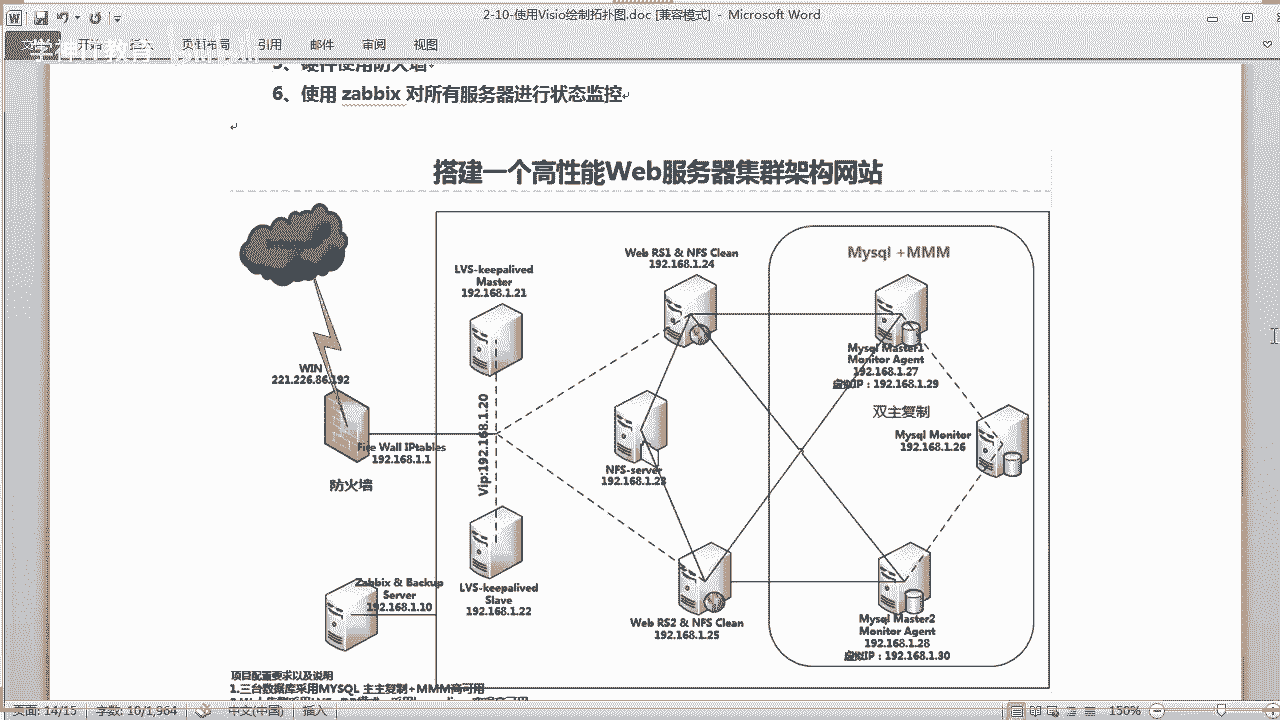 2-10-使用Visio绘制拓扑图.doc [兼容模式] - Microsoft Word
开始
页面布局
引用
邮件
审阅
视图
5、硬件使用防火墙。
6、使用 zabbix 对所有服务器进行状态监控
搭建一个高性能Web服务器集群架构网站
WIN
221.226.86.192
Fire Wall IPtables
192.168.1.1
防火墙
Zabbix & Backup
Server
192.168.1.10
LVS-keepalived
Master
192.168.1.21
Vip:192.168.1.20
LVS-keepalived
Slave
192.168.1.22
Web RS1 & NFS Clean
192.168.1.24
NFS-server
192.168.1.23
Web RS2 & NFS Clean
192.168.1.25
Mysql +MMM
Mysql Master1
Monitor Agent
192.168.1.27
虚拟IP：192.168.1.29
双主复制
Mysql Monitor
192.168.1.26
Mysql Master2
Monitor Agent
192.168.1.28
虚拟IP：192.168.1.30
项目配置要求以及说明
1.三台数据库采用MYSQL 主主复制+MMM高可用
页面: 14/15
字数: 10/1,964
中文(中国)
插入
150%